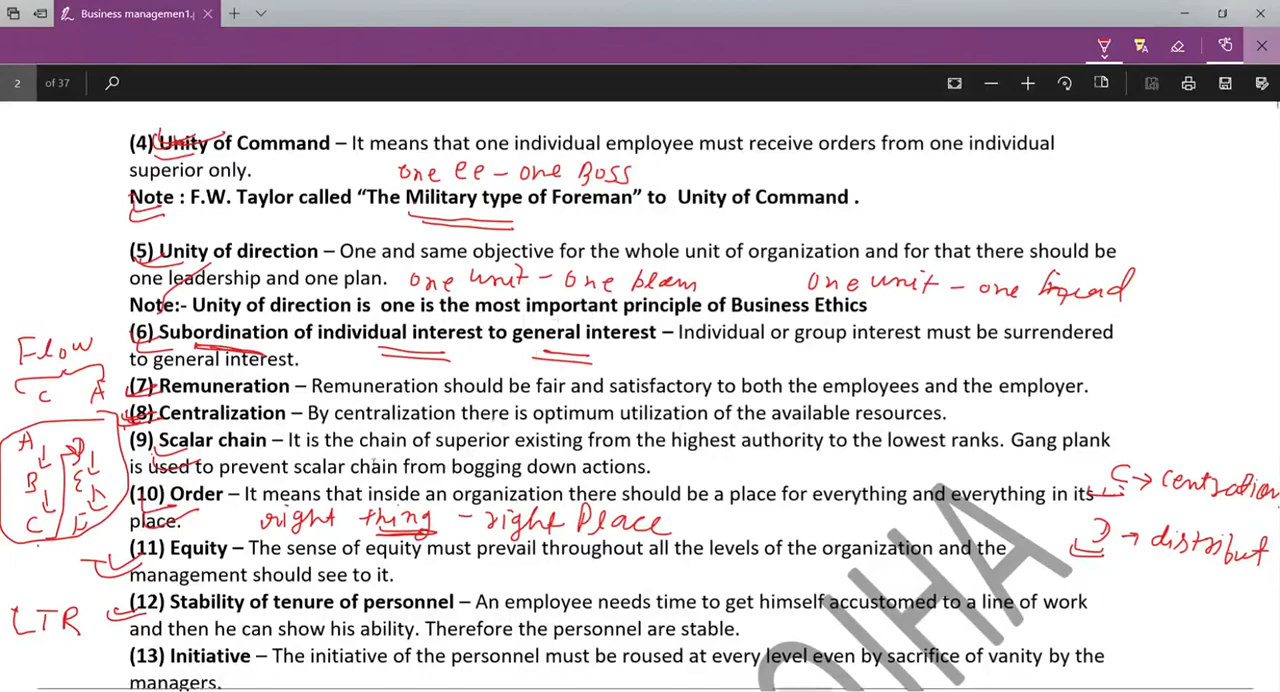 Business management1.p
2 of 37
(4) Unity of Command – It means that one individual employee must receive orders from one individual
superior only.
one ee – one Boss
Note : F.W. Taylor called “The Military type of Foreman” to Unity of Command .
(5) Unity of direction – One and same objective for the whole unit of organization and for that there should be
one leadership and one plan.
one unit – one plan
one unit – one
Note:- Unity of direction is one is the most important principle of Business Ethics
(6) Subordination of individual interest to general interest – Individual or group interest must be surrendered
to general interest.
Flow
C A
(7) Remuneration – Remuneration should be fair and satisfactory to both the employees and the employer.
(8) Centralization – By centralization there is optimum utilization of the available resources.
(9) Scalar chain – It is the chain of superior existing from the highest authority to the lowest ranks. Gang plank
is used to prevent scalar chain from bogging down actions.
A D
B E
C F
(10) Order – It means that inside an organization there should be a place for everything and everything in its
place.
right thing – right Place
C → centration
D → distribut
(11) Equity – The sense of equity must prevail throughout all the levels of the organization and the
management should see to it.
(12) Stability of tenure of personnel – An employee needs time to get himself accustomed to a line of work
and then he can show his ability. Therefore the personnel are stable.
LTR
(13) Initiative – The initiative of the personnel must be roused at every level even by sacrifice of vanity by the
managers.